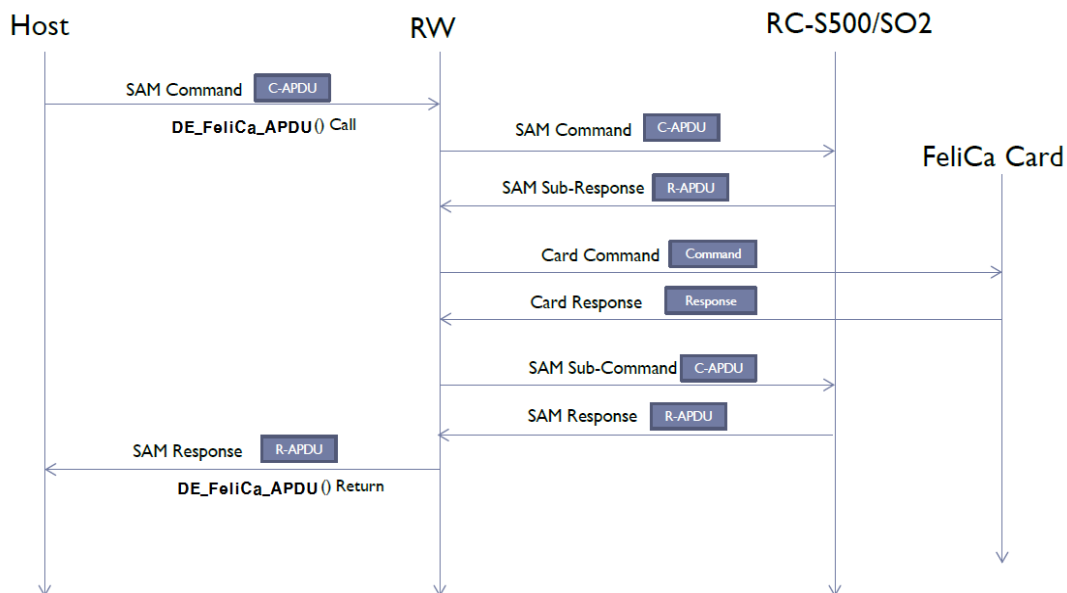 Host
RW
RC-S500/SO2
FeliCa Card
SAM Command C-APDU
DE_FeliCa_APDU() Call
SAM Command C-APDU
SAM Sub-Response R-APDU
Card Command Command
Card Response Response
SAM Sub-Command C-APDU
SAM Response R-APDU
SAM Response R-APDU
DE_FeliCa_APDU() Return